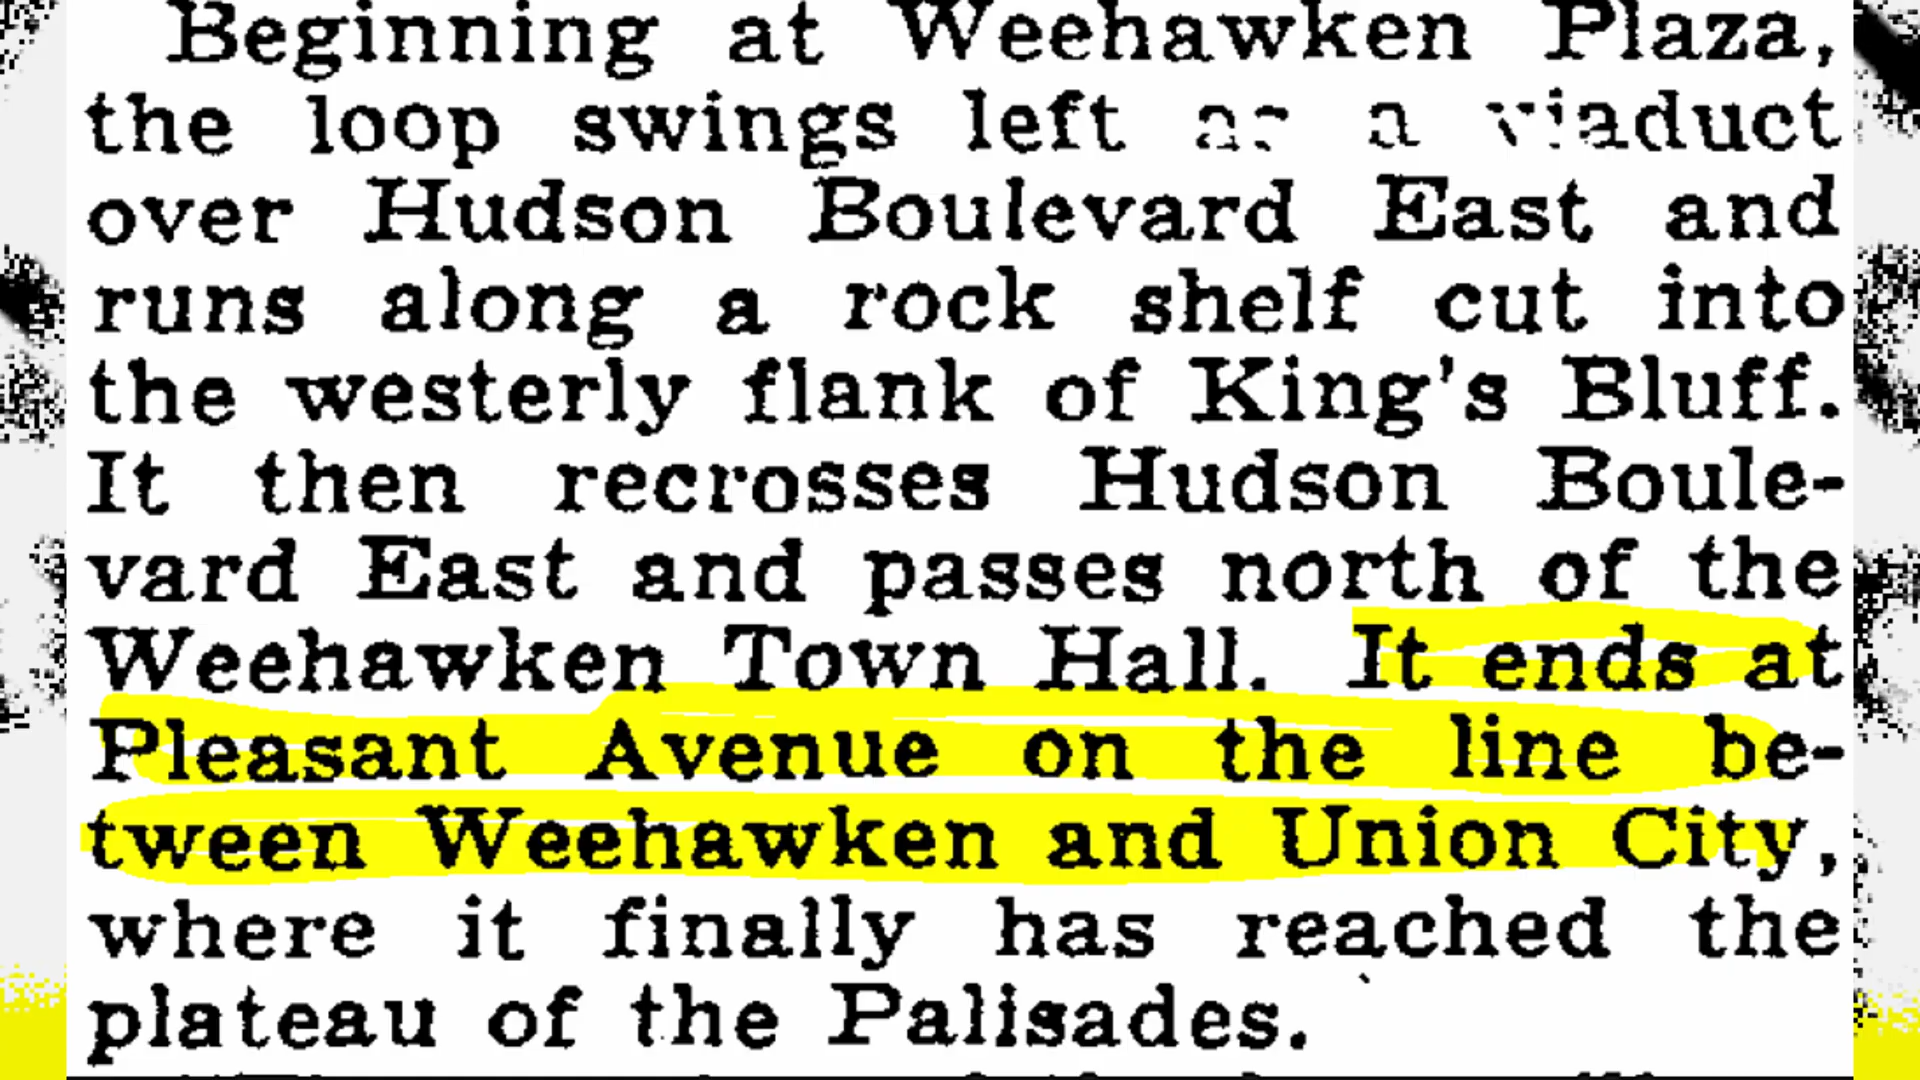 Beginning at Weehawken Plaza,
the loop swings left as a viaduct
over Hudson Boulevard East and
runs along a rock shelf cut into
the westerly flank of King's Bluff.
It then recrosses Hudson Boule-
vard East and passes north of the
Weehawken Town Hall. It ends at
Pleasant Avenue on the line be-
tween Weehawken and Union City,
where it finally has reached the
plateau of the Palisades.